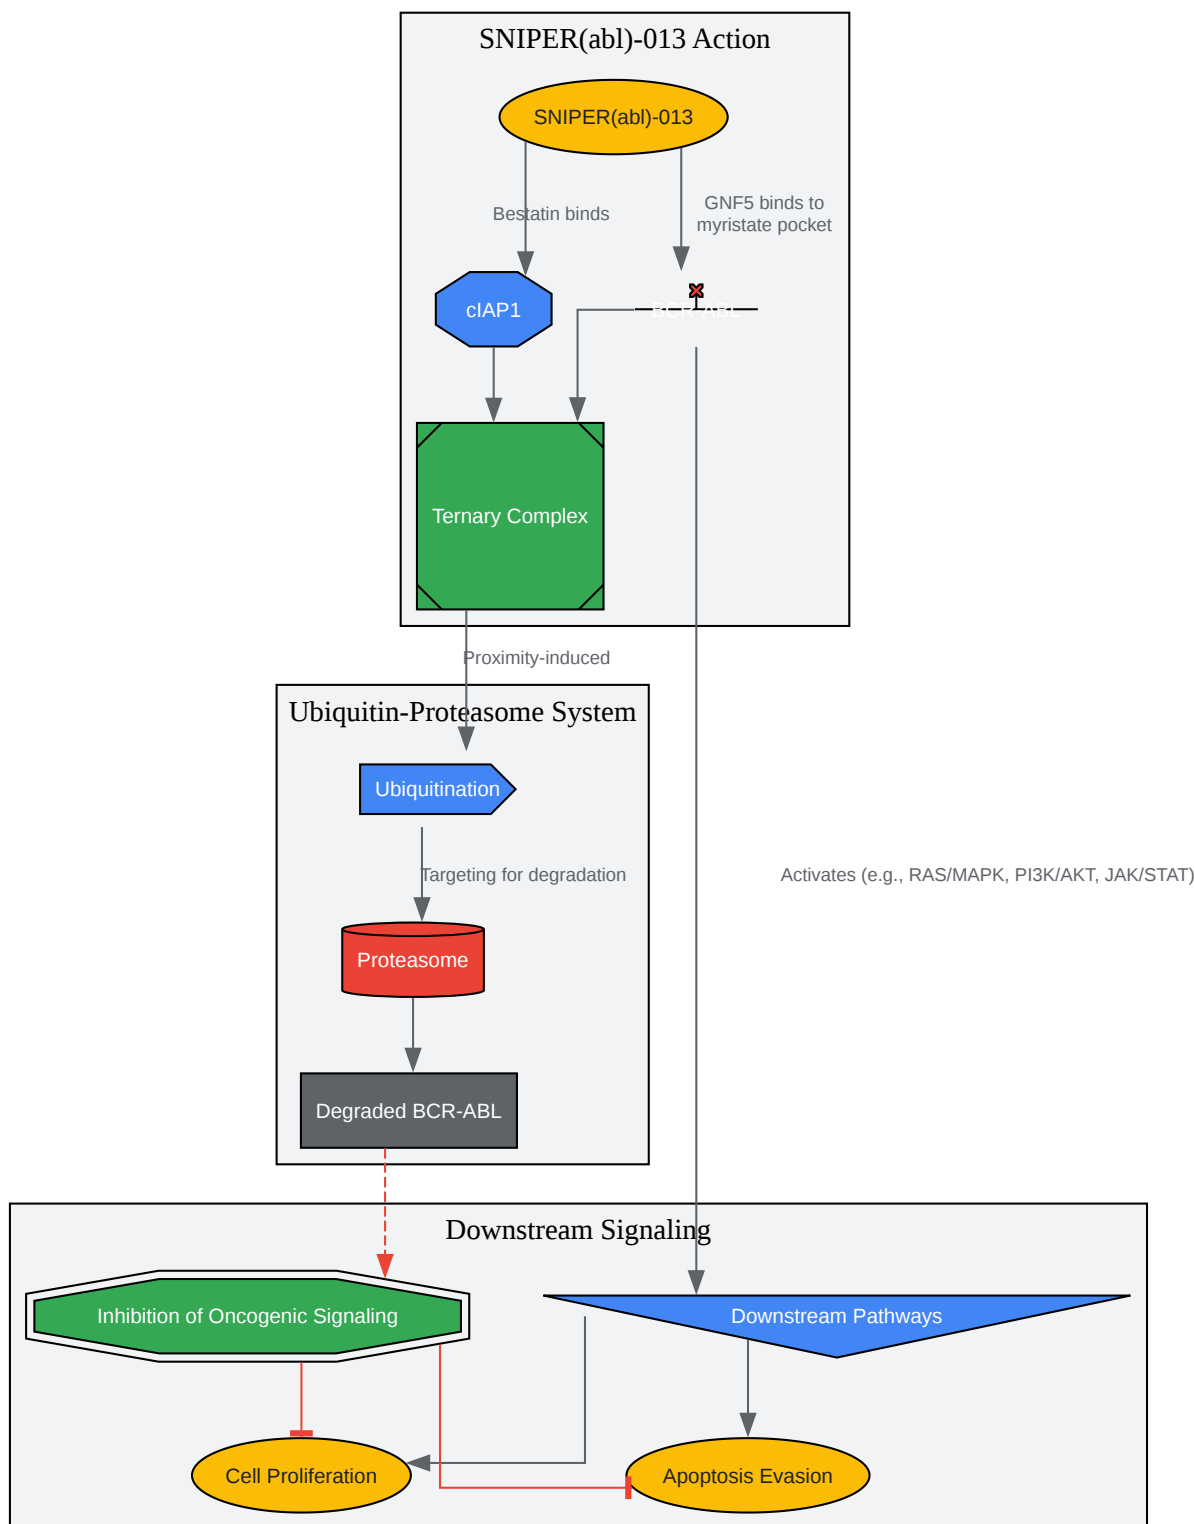 SNIPER(abl)-013 Action
SNIPER(abl)-013
Bestatin binds
GNF5 binds to
myristate pocket
cIAP1
BCR-ABL
Ternary Complex
Proximity-induced
Ubiquitin-Proteasome System
Ubiquitination
Targeting for degradation
Activates (e.g., RAS/MAPK, PI3K/AKT, JAK/STAT)
Proteasome
Degraded BCR-ABL
Downstream Signaling
Inhibition of Oncogenic Signaling
Downstream Pathways
Cell Proliferation
Apoptosis Evasion